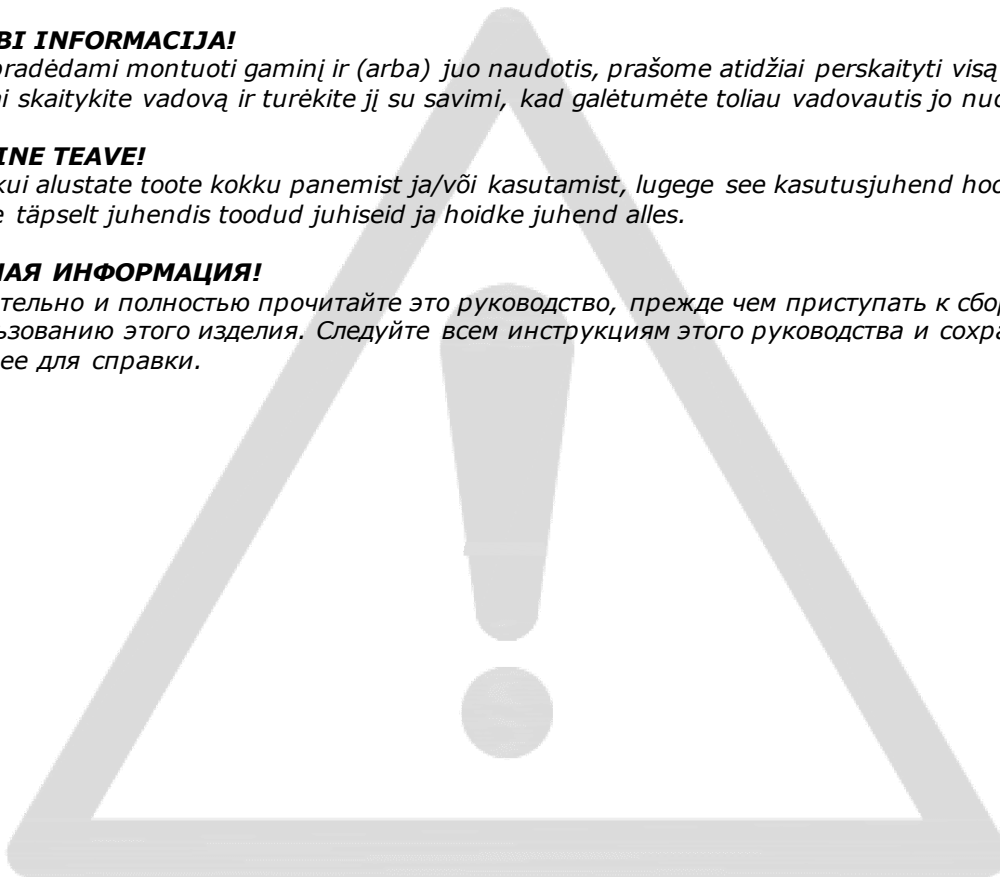 BI INFORMACIJA!
pradėdami montuoti gaminį ir (arba) juo naudotis, prašome atidžiai perskaityti visą
ai skaitykite vadovą ir turėkite jį su savimi, kad galėtumėte toliau vadovautis jo nuo
INE TEAVE!
kui alustate toote kokku panemist ja/või kasutamist, lugege see kasutusjuhend hoo
e täpselt juhendis toodud juhiseid ja hoidke juhend alles.
НАЯ ИНФОРМАЦИЯ!
ательно и полностью прочитайте это руководство, прежде чем приступать к сбор
ьзованию этого изделия. Следуйте всем инструкциям этого руководства и сохра
ее для справки.